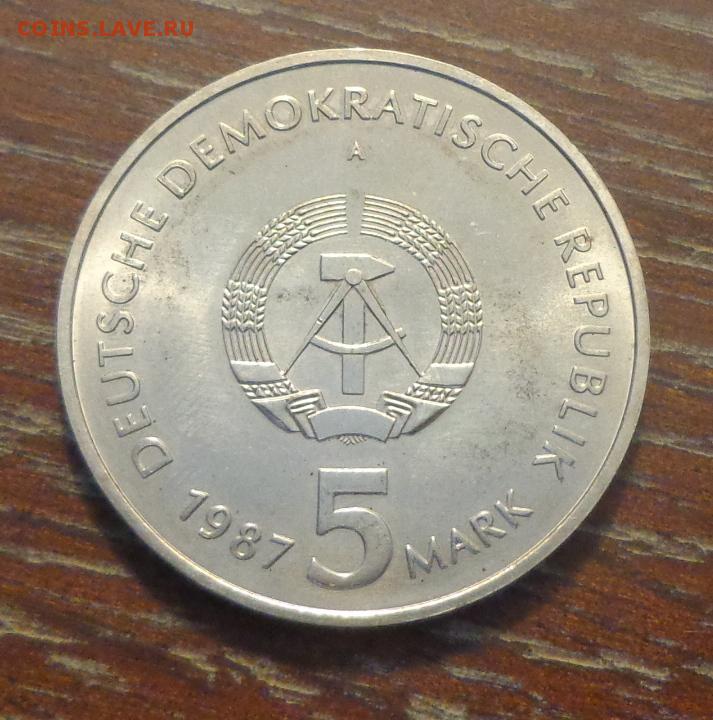 COINS.LAVE.RU
DEUTSCHE DEMOKRATISCHE REPUBLIK
A
1987 5 MARK